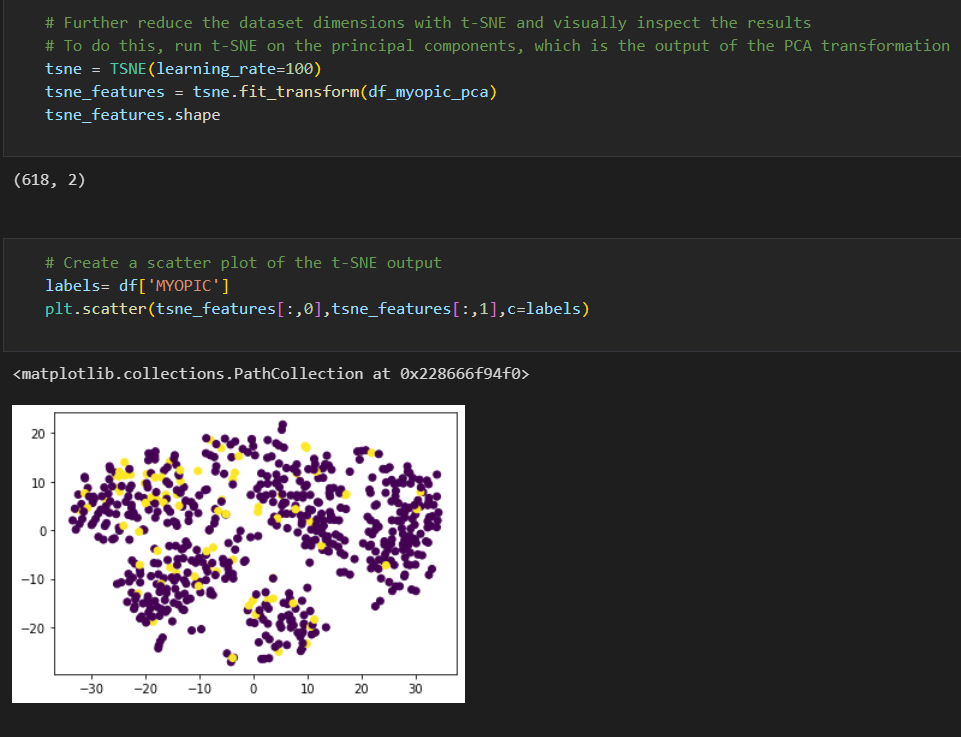 # Further reduce the dataset dimensions with t-SNE and visually inspect the results
# To do this, run t-SNE on the principal components, which is the output of the PCA transformation
tsne = TSNE(learning_rate=100)
tsne_features = tsne.fit_transform(df_myopic_pca)
tsne_features.shape
(618, 2)
# Create a scatter plot of the t-SNE output
labels= df['MYOPIC']
plt.scatter(tsne_features[:,0],tsne_features[:,1],c=labels)
<matplotlib.collections.PathCollection at 0x228666f94f0>
20
10
0
−10
−20
−30 −20 −10 0 10 20 30